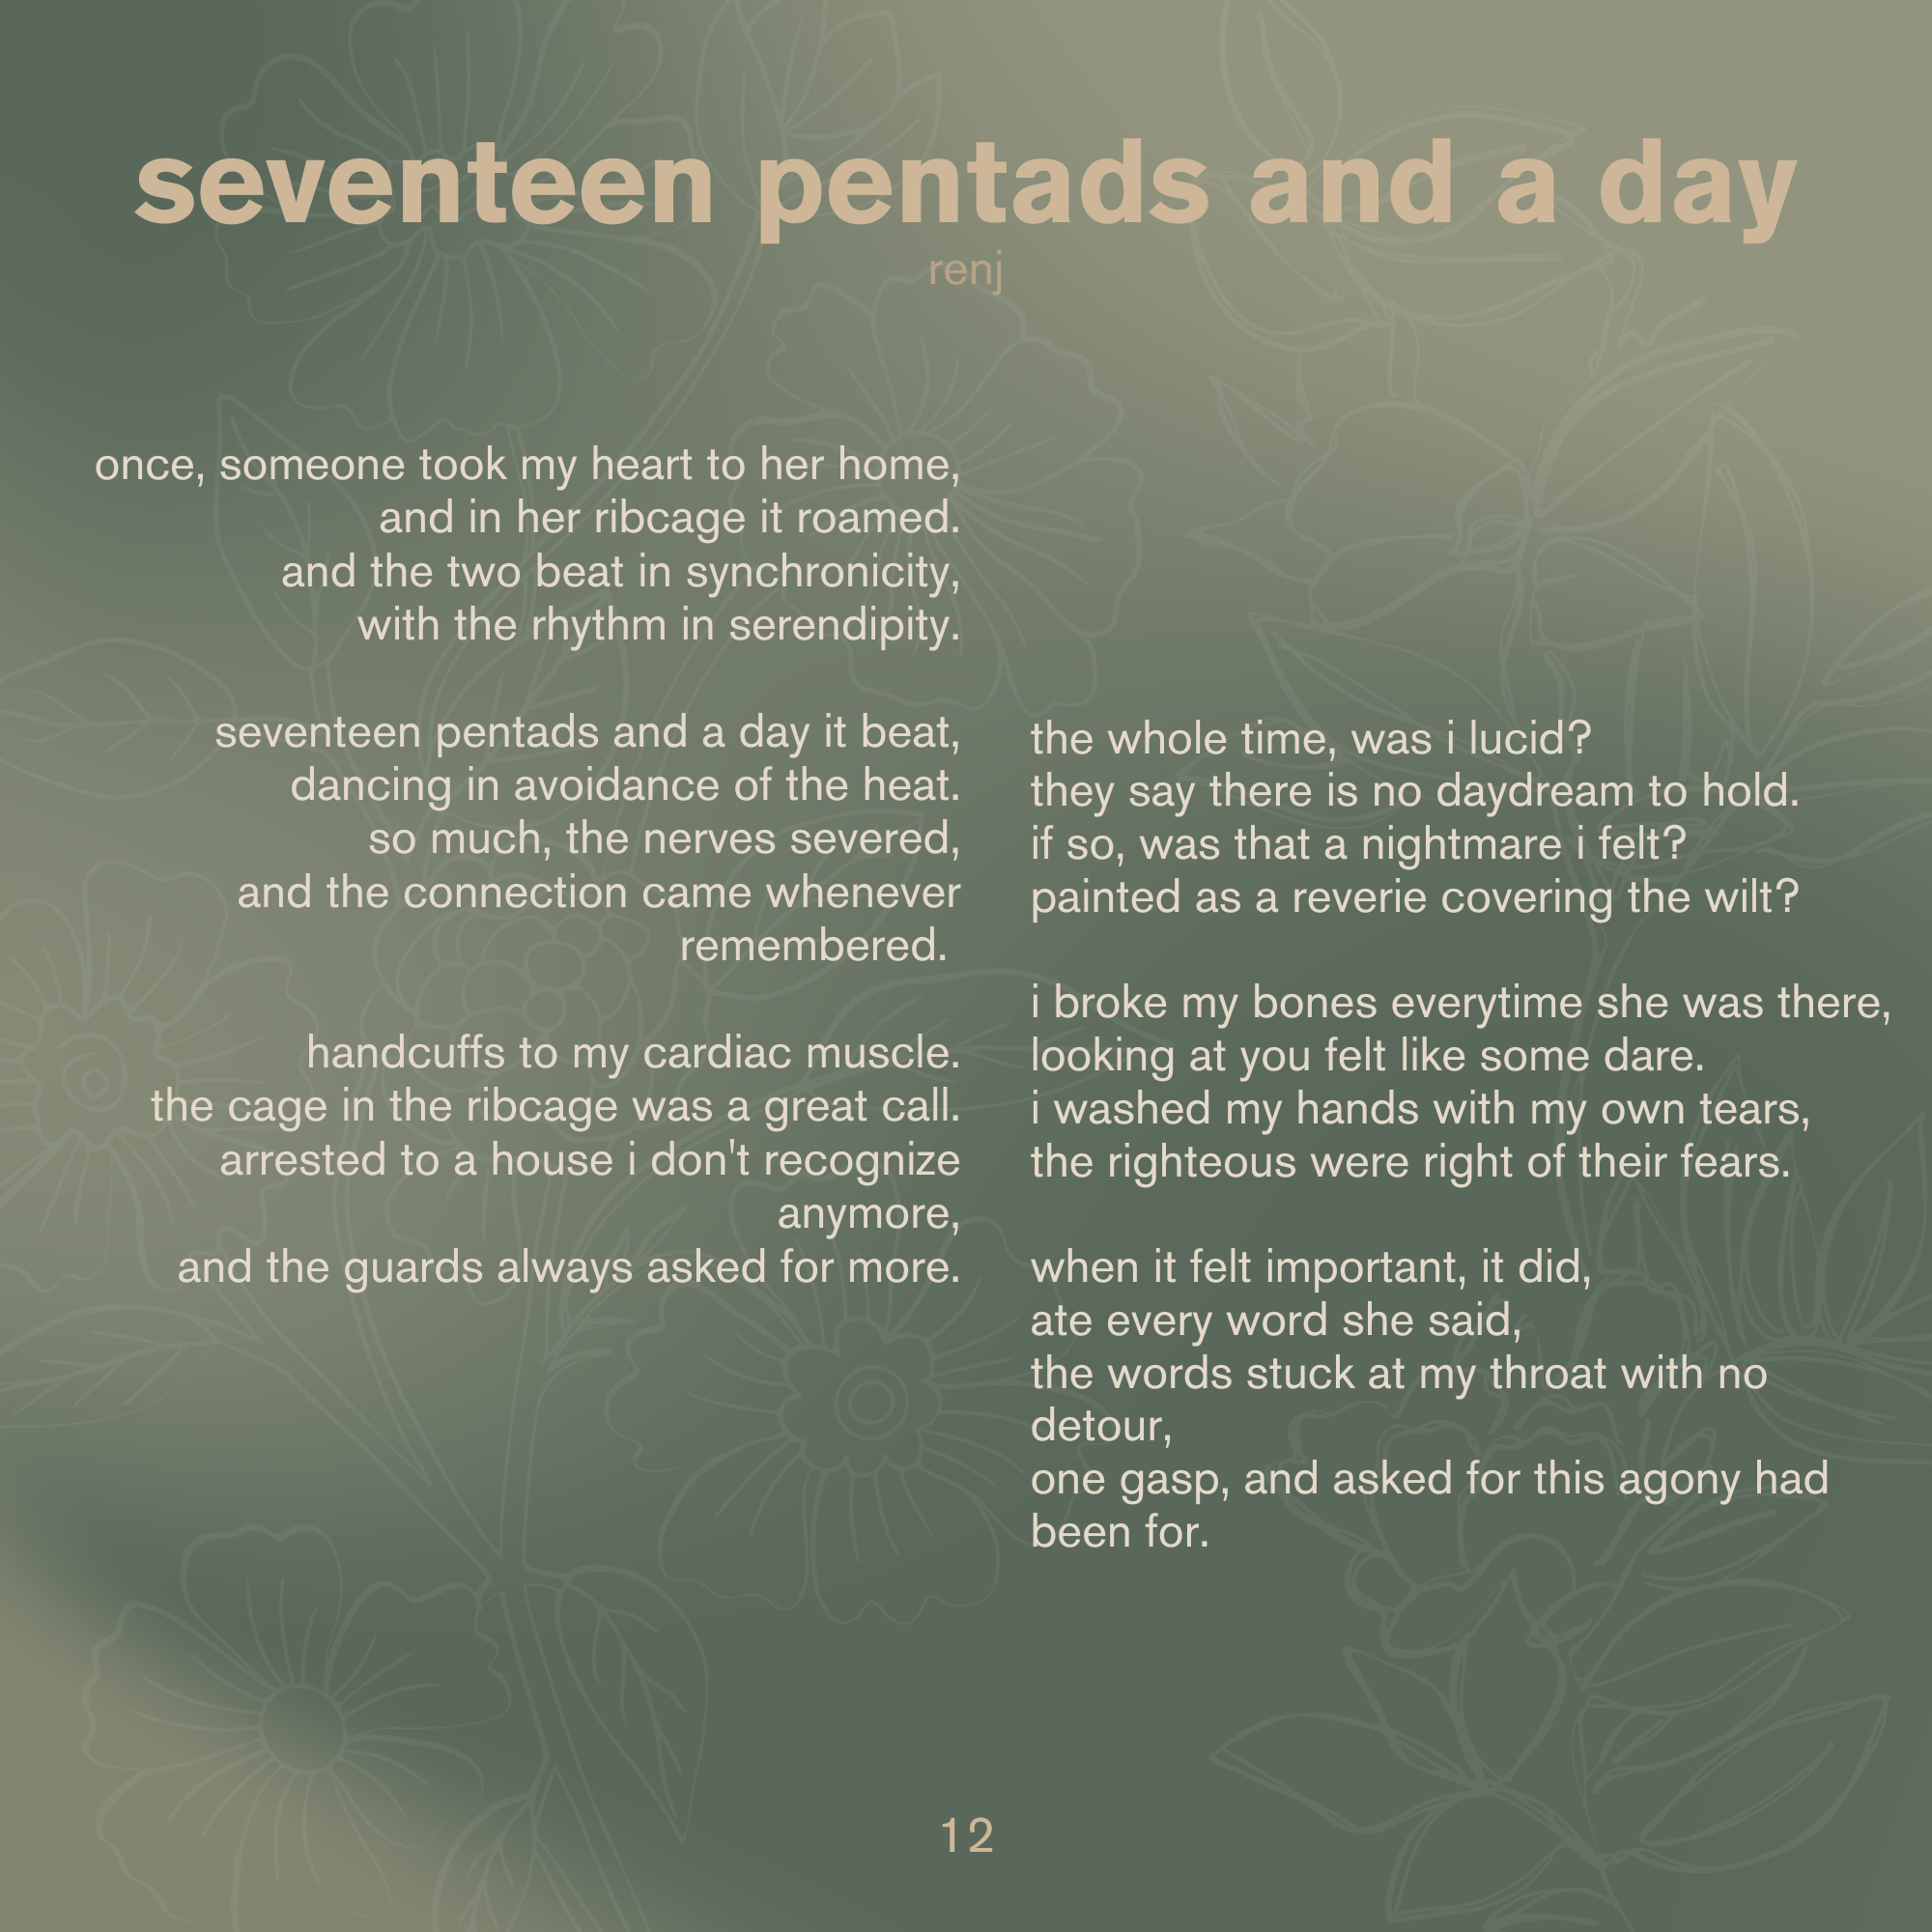 seventeen pentads and a day
renj
once, someone took my heart to her home,
and in her ribcage it roamed.
and the two beat in synchronicity,
with the rhythm in serendipity.
seventeen pentads and a day it beat,
dancing in avoidance of the heat.
so much, the nerves severed,
and the connection came whenever
remembered.
handcuffs to my cardiac muscle.
the cage in the ribcage was a great call.
arrested to a house i don't recognize
anymore,
and the guards always asked for more.
the whole time, was i lucid?
they say there is no daydream to hold.
if so, was that a nightmare i felt?
painted as a reverie covering the wilt?
i broke my bones everytime she was there,
looking at you felt like some dare.
i washed my hands with my own tears,
the righteous were right of their fears.
when it felt important, it did,
ate every word she said,
the words stuck at my throat with no
detour,
one gasp, and asked for this agony had
been for.
12